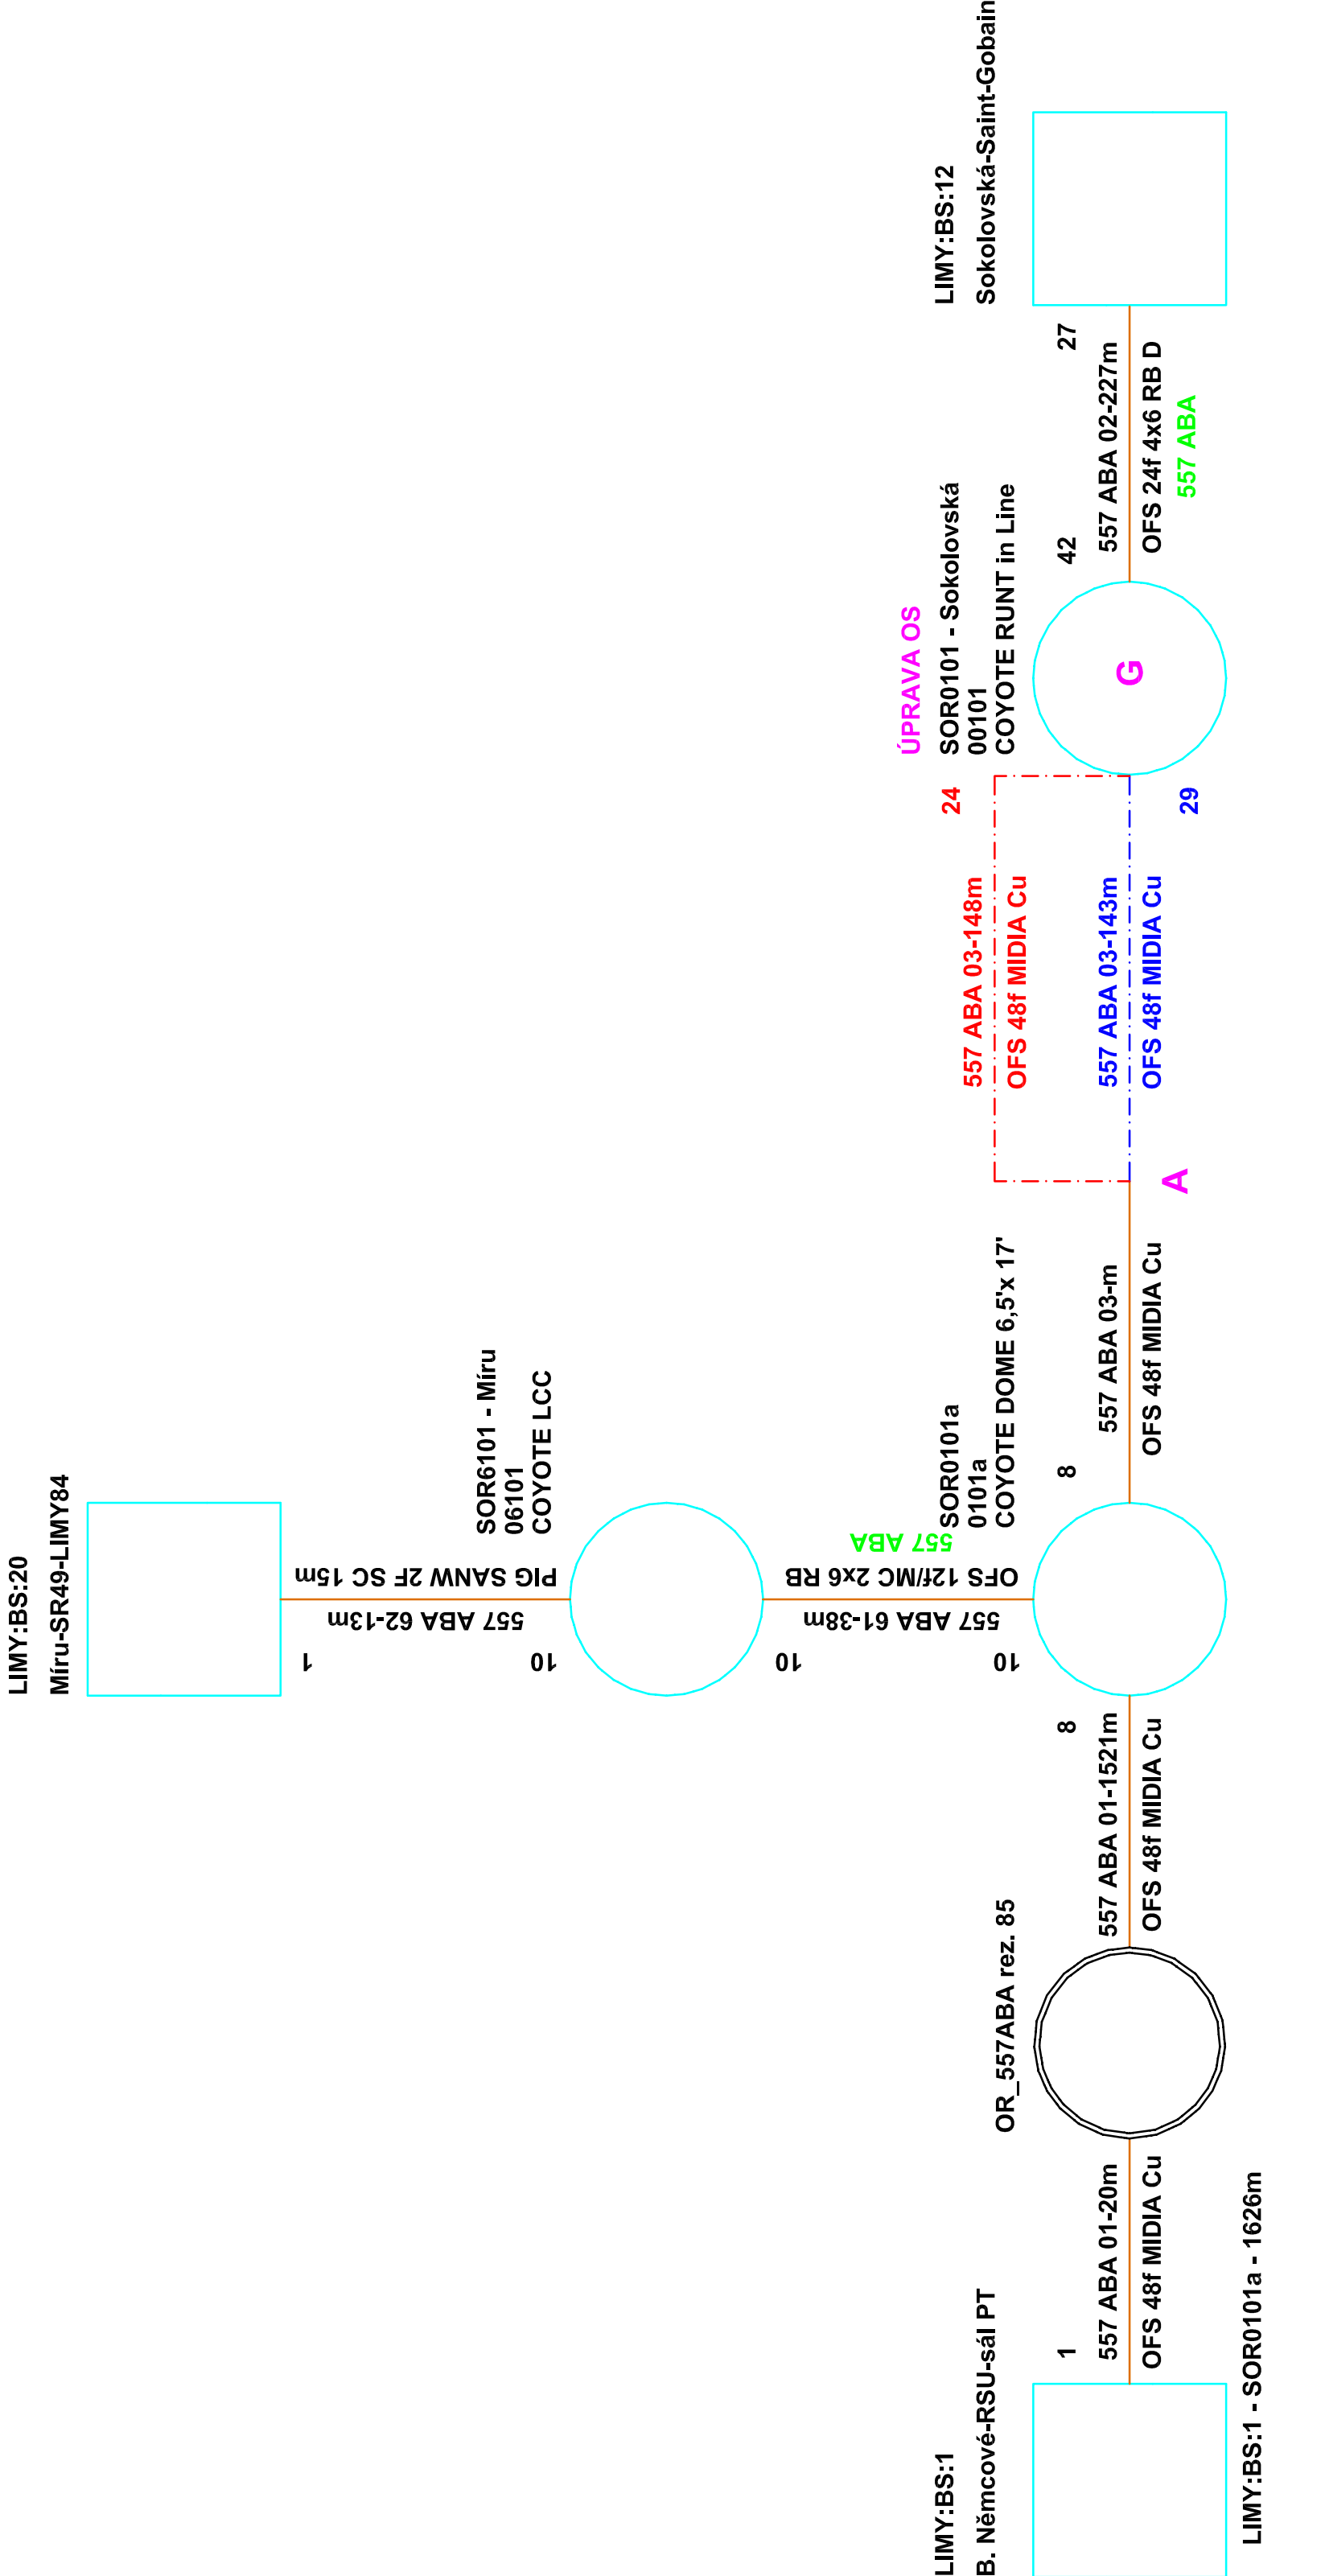 LIMY:BS:20
Míru-SR49-LIMY84
557 ABA 62-13m
PIG SANW 2F SC 15m
1
10
SOR6101 - Míru
06101
COYOTE LCC
557 ABA 61-38m
OFS 12f/MC 2x6 RB
557 ABA
10
10
LIMY:BS:1
B. Němcové-RSU-sál PT
1
557 ABA 01-20m
OFS 48f MIDIA Cu
LIMY:BS:1 - SOR0101a - 1626m
OR_557ABA rez. 85
8
557 ABA 01-1521m
OFS 48f MIDIA Cu
SOR0101a
0101a
COYOTE DOME 6,5'x 17'
8
557 ABA 03-m
OFS 48f MIDIA Cu
A
557 ABA 03-148m
OFS 48f MIDIA Cu
24
557 ABA 03-143m
OFS 48f MIDIA Cu
29
ÚPRAVA OS
SOR0101 - Sokolovská
00101
COYOTE RUNT in Line
G
42
557 ABA 02-227m
OFS 24f 4x6 RB D
557 ABA
27
LIMY:BS:12
Sokolovská-Saint-Gobain